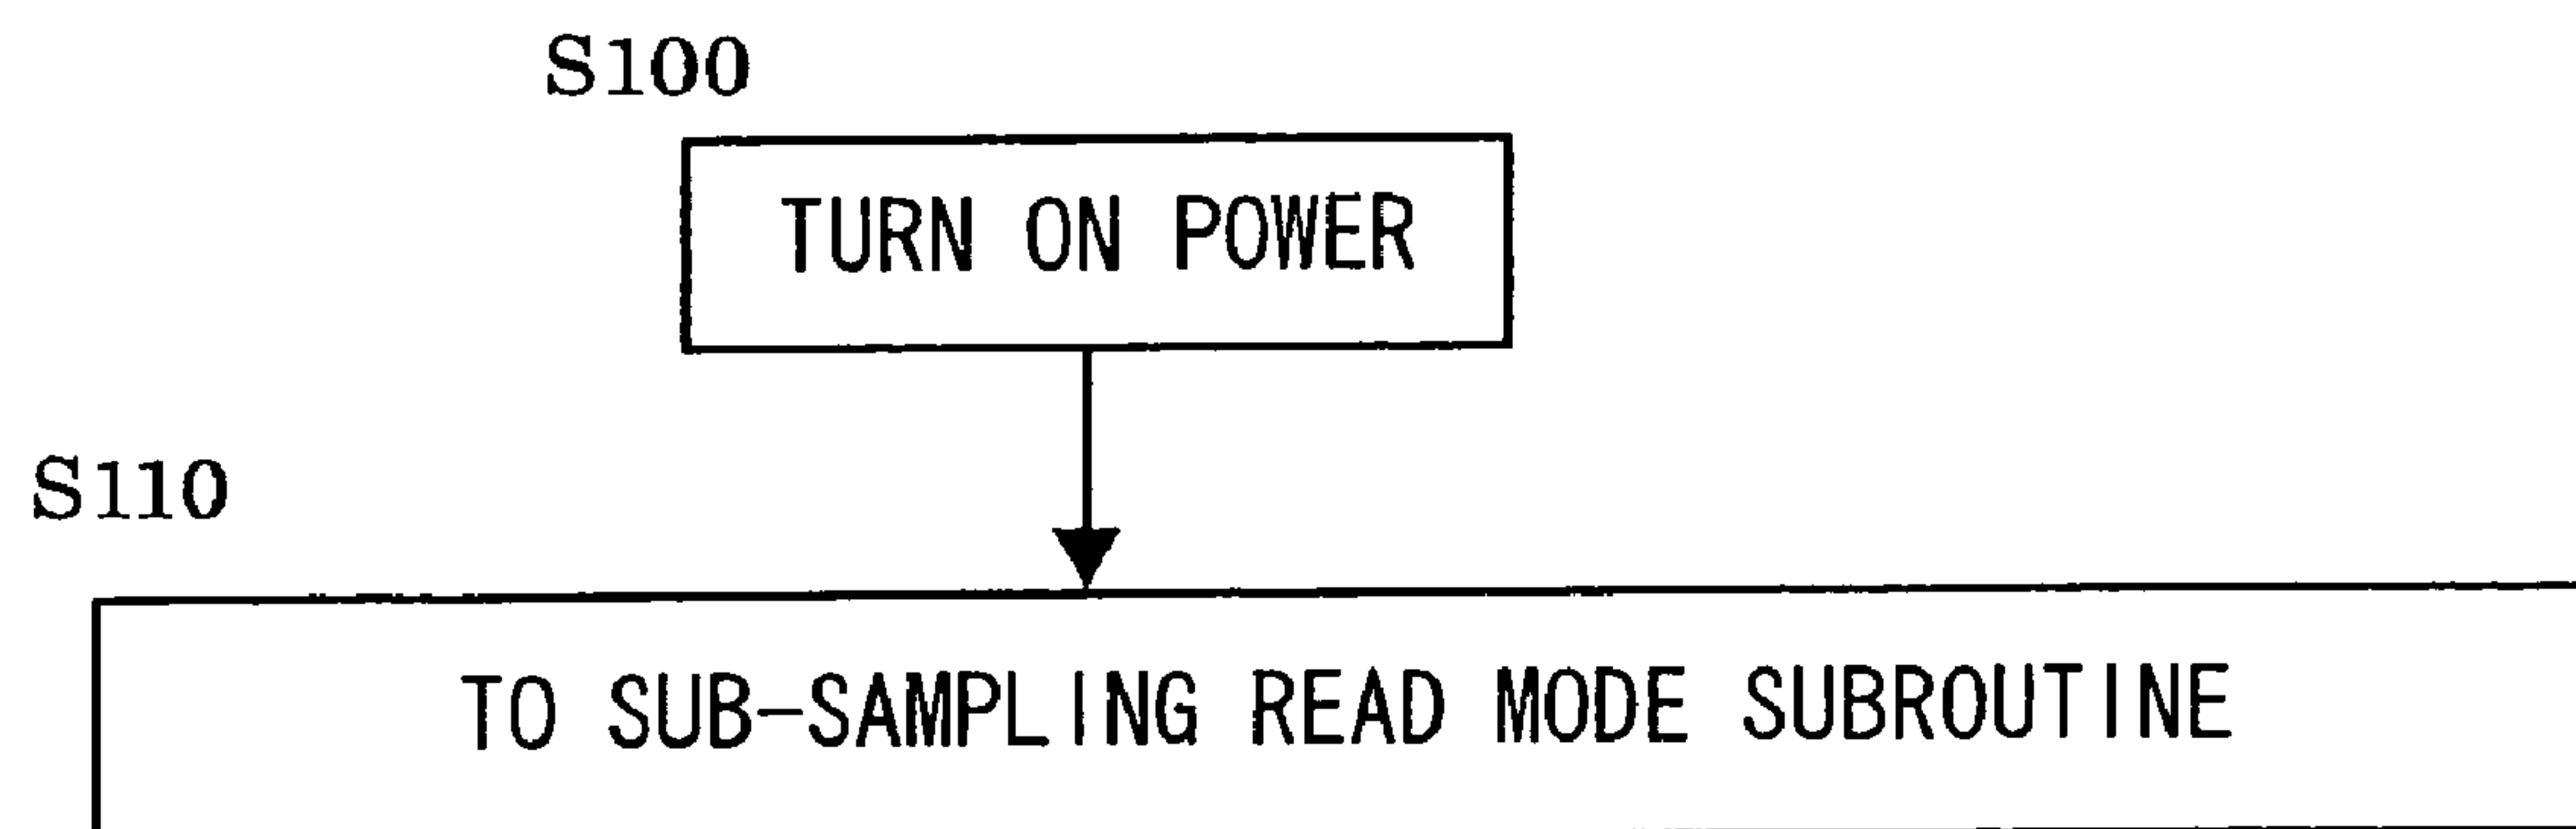 S100
TURN ON POWER
S110
TO SUB-SAMPLING READ MODE SUBROUTINE